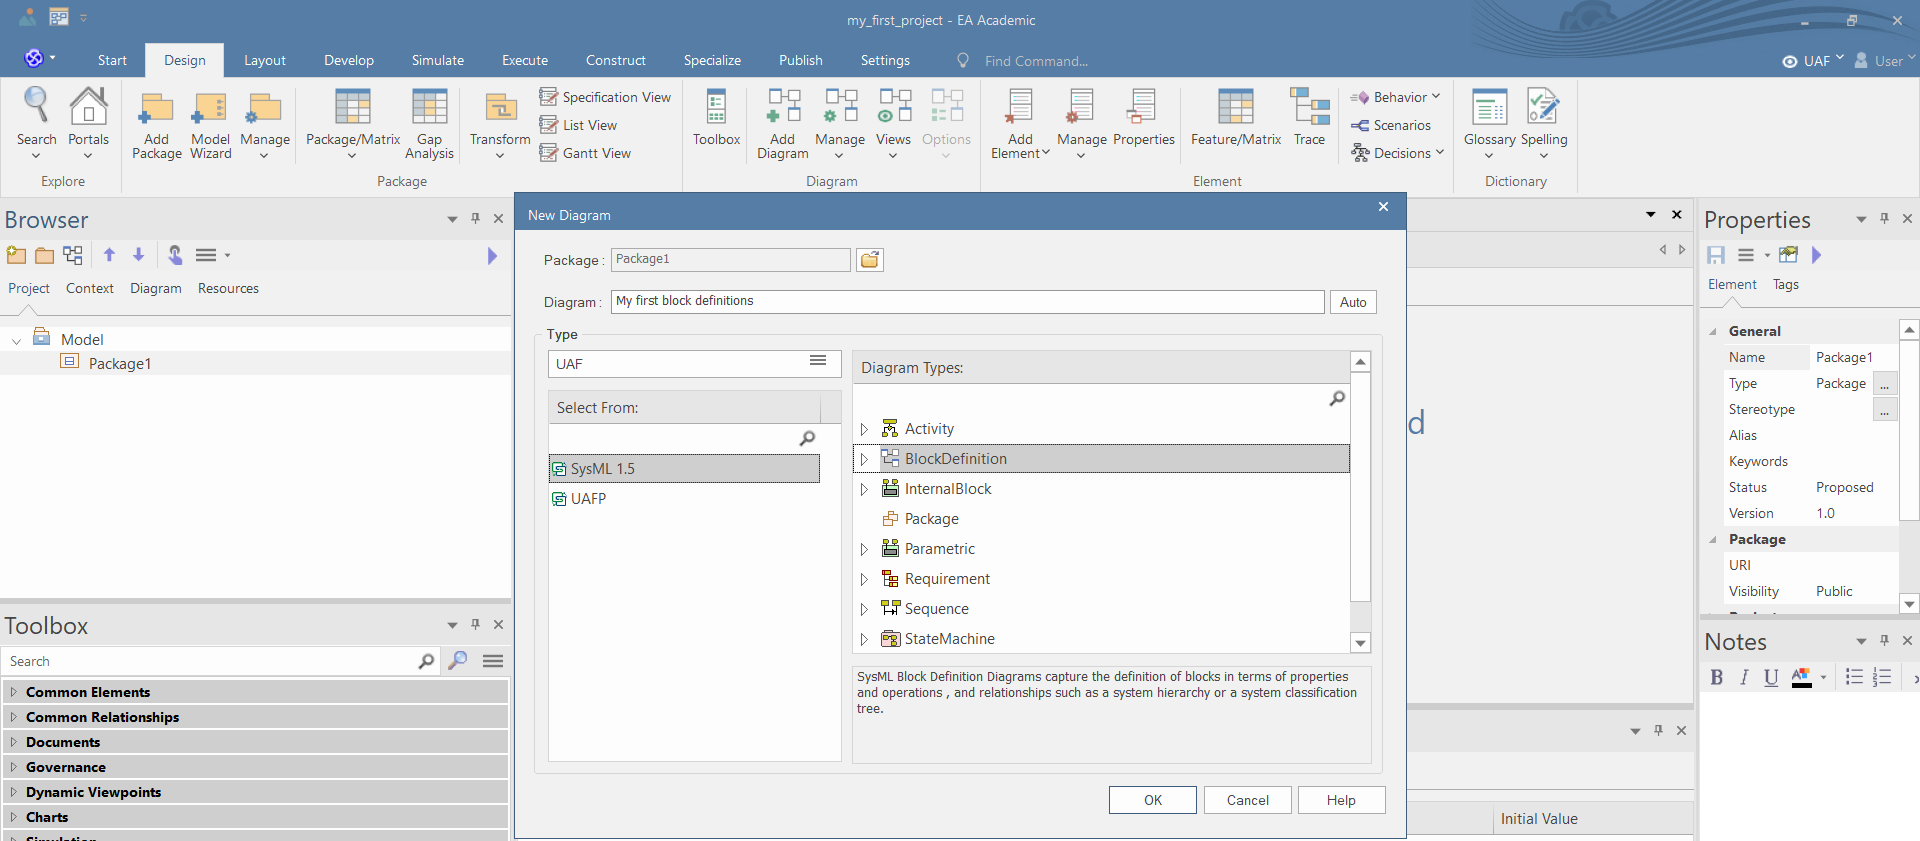 my_first_project - EA Academic
Start
Design
Layout
Develop
Simulate
Execute
Construct
Specialize
Publish
Settings
Find Command...
UAF
User
Search
Portals
Explore
Add Package
Model Wizard
Manage
Package/Matrix
Gap Analysis
Transform
Specification View
List View
Gantt View
Package
Toolbox
Add Diagram
Manage
Views
Options
Diagram
Add Element
Manage
Properties
Feature/Matrix
Trace
Behavior
Scenarios
Decisions
Element
Glossary
Spelling
Dictionary
Browser
Project
Context
Diagram
Resources
Model
Package1
Toolbox
Search
Common Elements
Common Relationships
Documents
Governance
Dynamic Viewpoints
Charts
New Diagram
Package :
Package1
Diagram :
My first block definitions
Auto
Type
UAF
Select From:
SysML 1.5
UAFP
Diagram Types:
Activity
BlockDefinition
InternalBlock
Package
Parametric
Requirement
Sequence
StateMachine
SysML Block Definition Diagrams capture the definition of blocks in terms of properties
and operations , and relationships such as a system hierarchy or a system classification
tree.
OK
Cancel
Help
d
Initial Value
Properties
Element
Tags
General
Name Package1
Type Package ...
Stereotype ...
Alias
Keywords
Status Proposed
Version 1.0
Package
URI
Visibility Public
Notes
B I U A